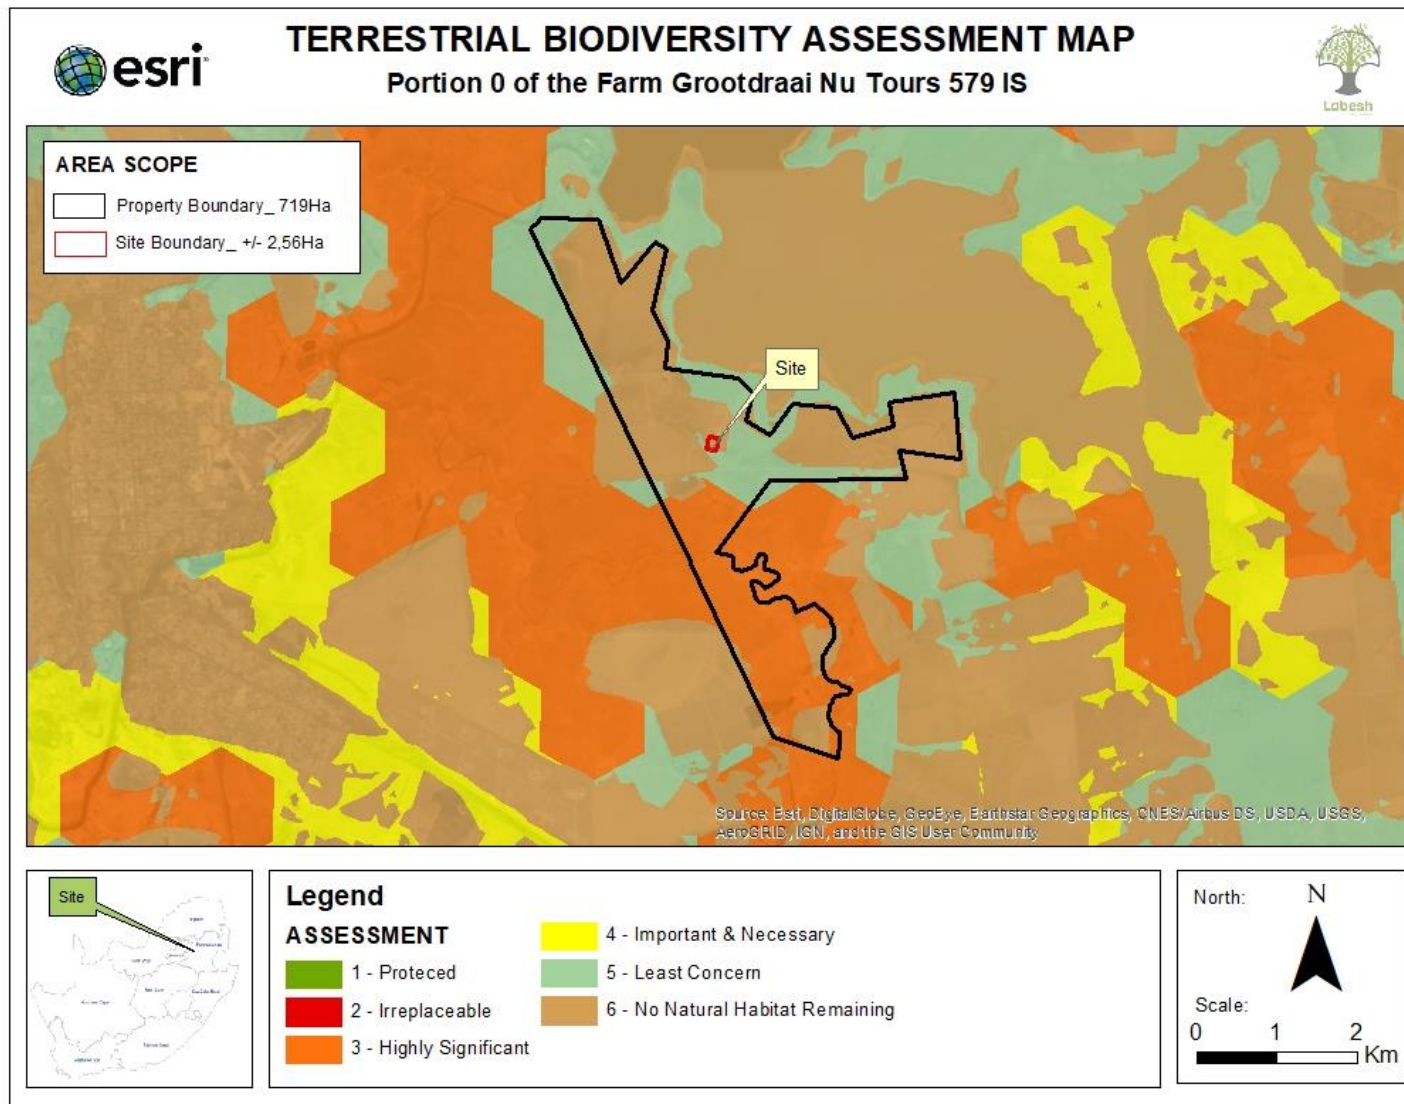 esri
TERRESTRIAL BIODIVERSITY ASSESSMENT MAP
Portion 0 of the Farm Grootdraai Nu Tours 579 IS
Labesh
AREA SCOPE
Property Boundary_ 719Ha
Site Boundary_ +/- 2,56Ha
Site
Source: Esri, DigitalGlobe, GeoEye, Earthstar Geographics, CNES/Airbus DS, USDA, USGS,
AeroGRID, IGN, and the GIS User Community
Site
Legend
ASSESSMENT
1 - Proteced
2 - Irreplaceable
3 - Highly Significant
4 - Important & Necessary
5 - Least Concern
6 - No Natural Habitat Remaining
North:
N
Scale:
0 1 2
Km